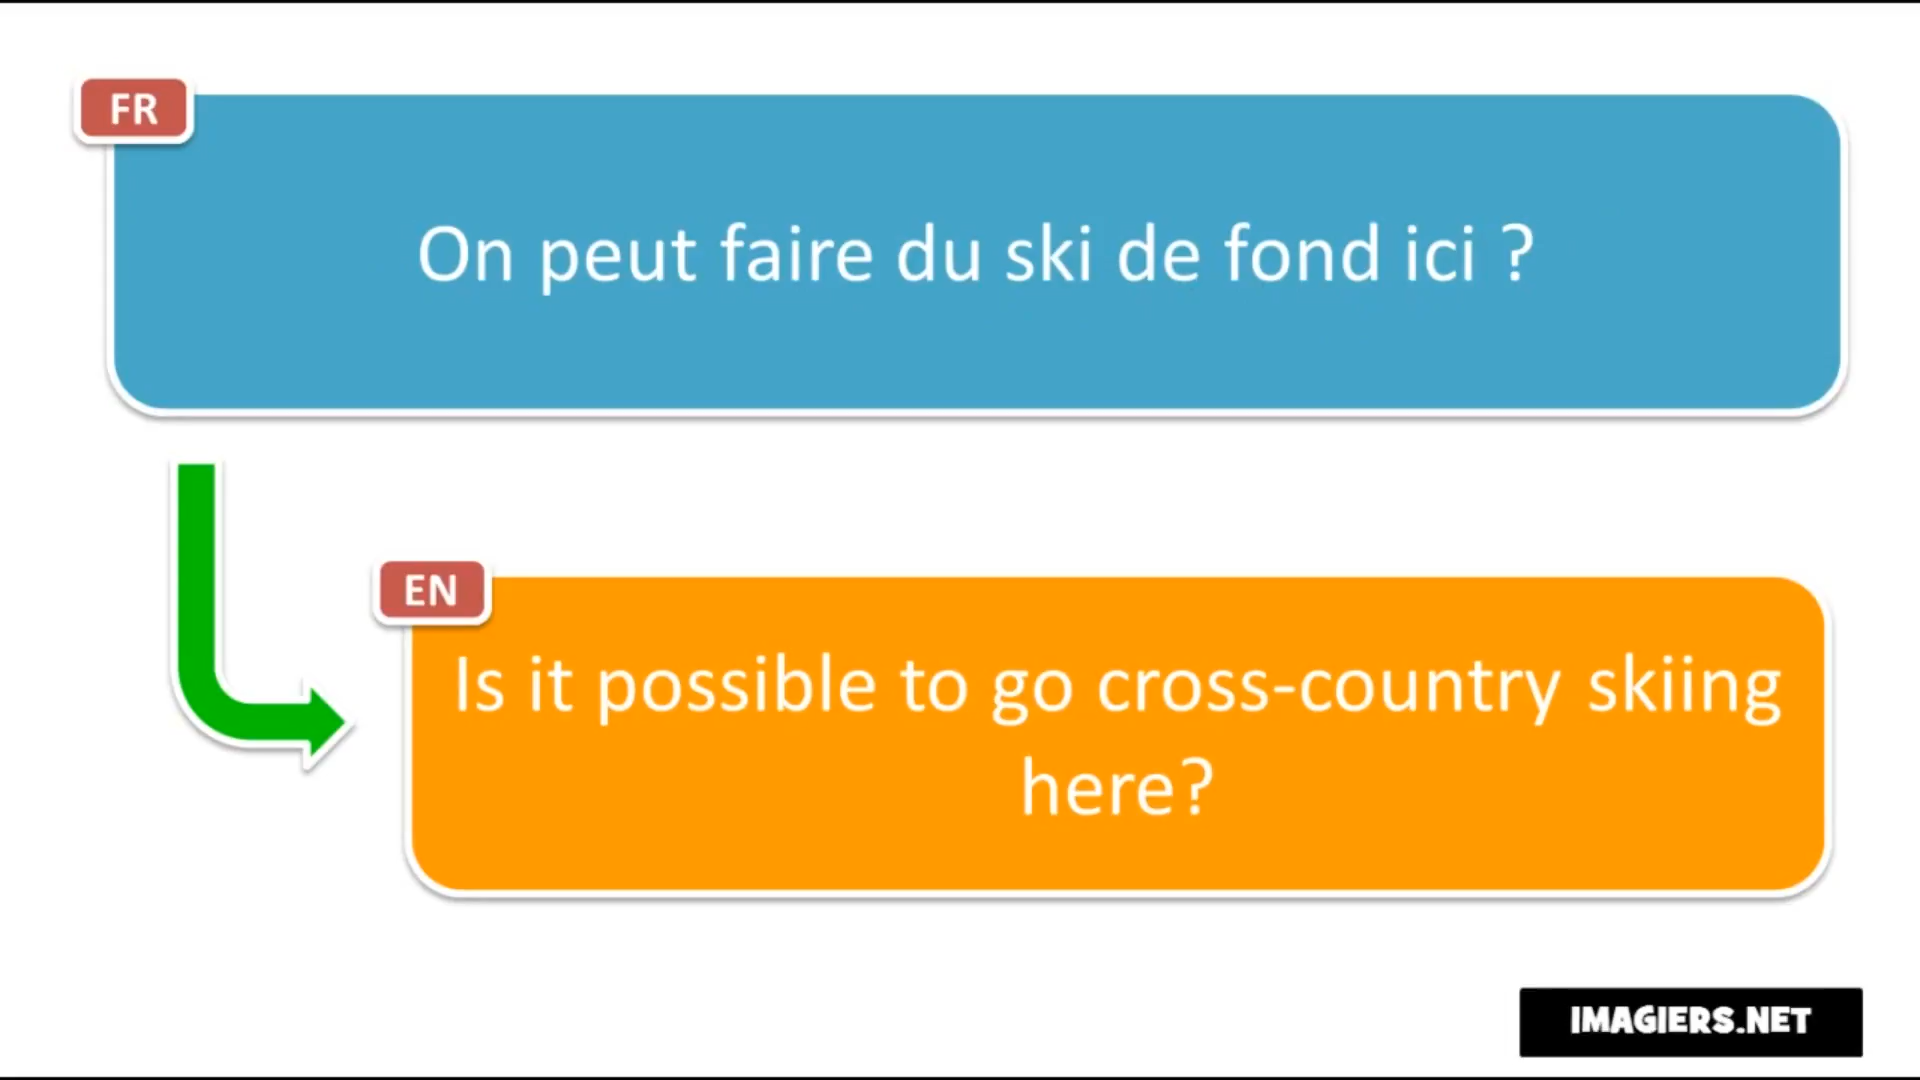 FR
On peut faire du ski de fond ici ?
EN
Is it possible to go cross-country skiing
here?
IMAGIERS.NET